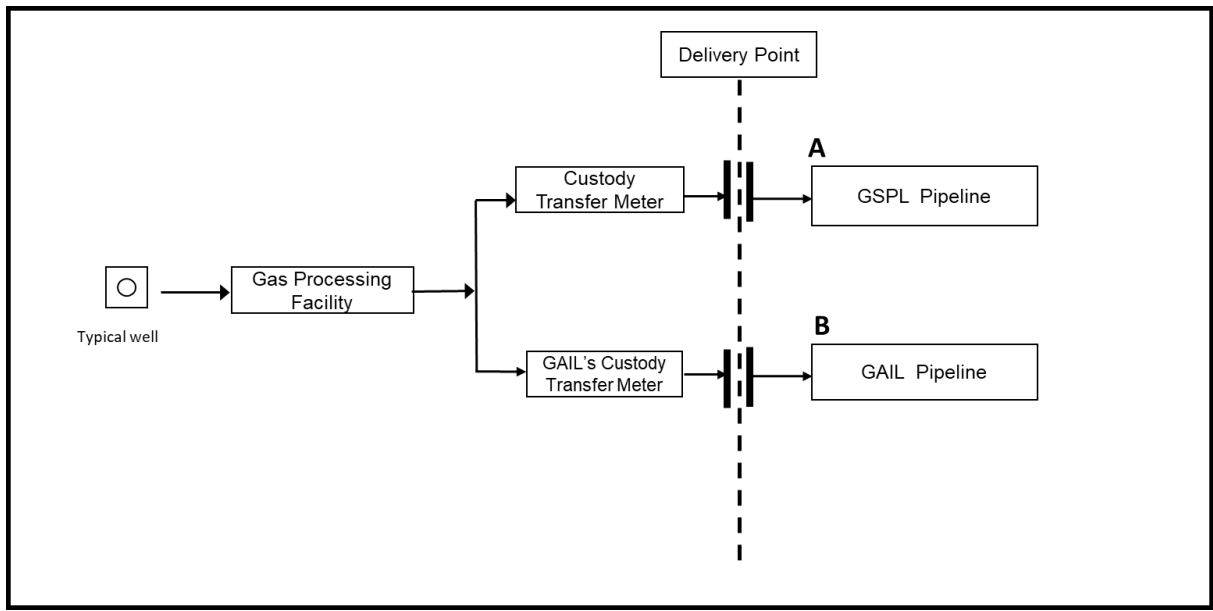 Delivery Point
A
Custody
Transfer Meter
GSPL Pipeline
Gas Processing
Facility
Typical well
B
GAIL's Custody
Transfer Meter
GAIL Pipeline